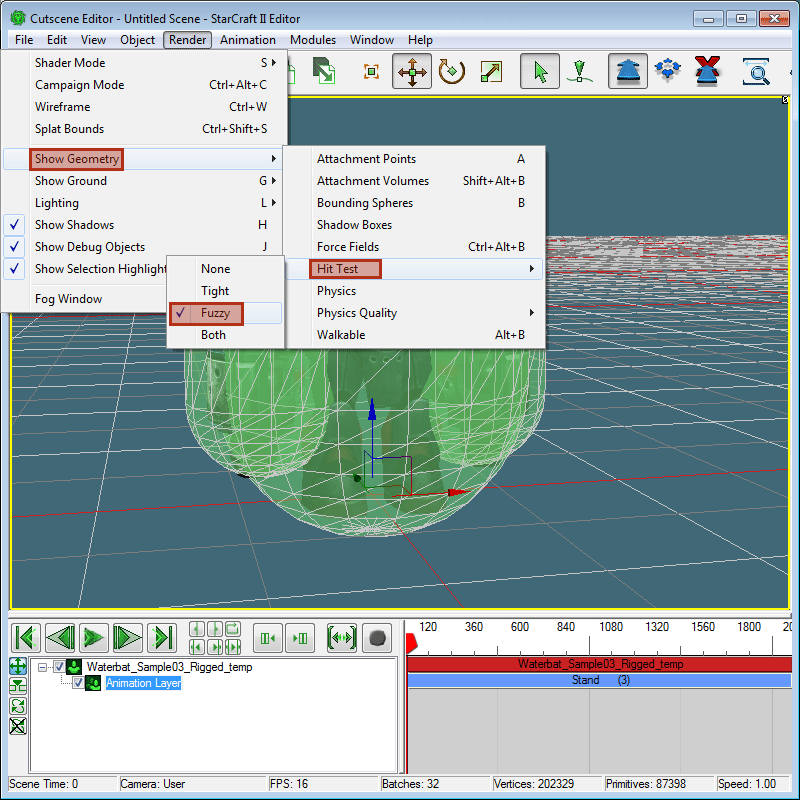 Cutscene Editor - Untitled Scene - StarCraft II Editor
File Edit View Object Render Animation Modules Window Help
Shader Mode S
Campaign Mode Ctrl+Alt+C
Wireframe Ctrl+W
Splat Bounds Ctrl+Shift+S
Show Geometry
Show Ground G
Lighting L
Show Shadows H
Show Debug Objects J
Show Selection Highlight
Fog Window
Attachment Points A
Attachment Volumes Shift+Alt+B
Bounding Spheres B
Shadow Boxes
Force Fields Ctrl+Alt+B
Hit Test
Physics
Physics Quality
Walkable Alt+B
None
Tight
Fuzzy
Both
120 360 600 840 1080 1320 1560 1800 20
Waterbat_Sample03_Rigged_temp
Animation Layer
Waterbat_Sample03_Rigged_temp
Stand (3)
Scene Time: 0 Camera: User FPS: 16 Batches: 32 Vertices: 202329 Primitives: 87398 Speed: 1.00